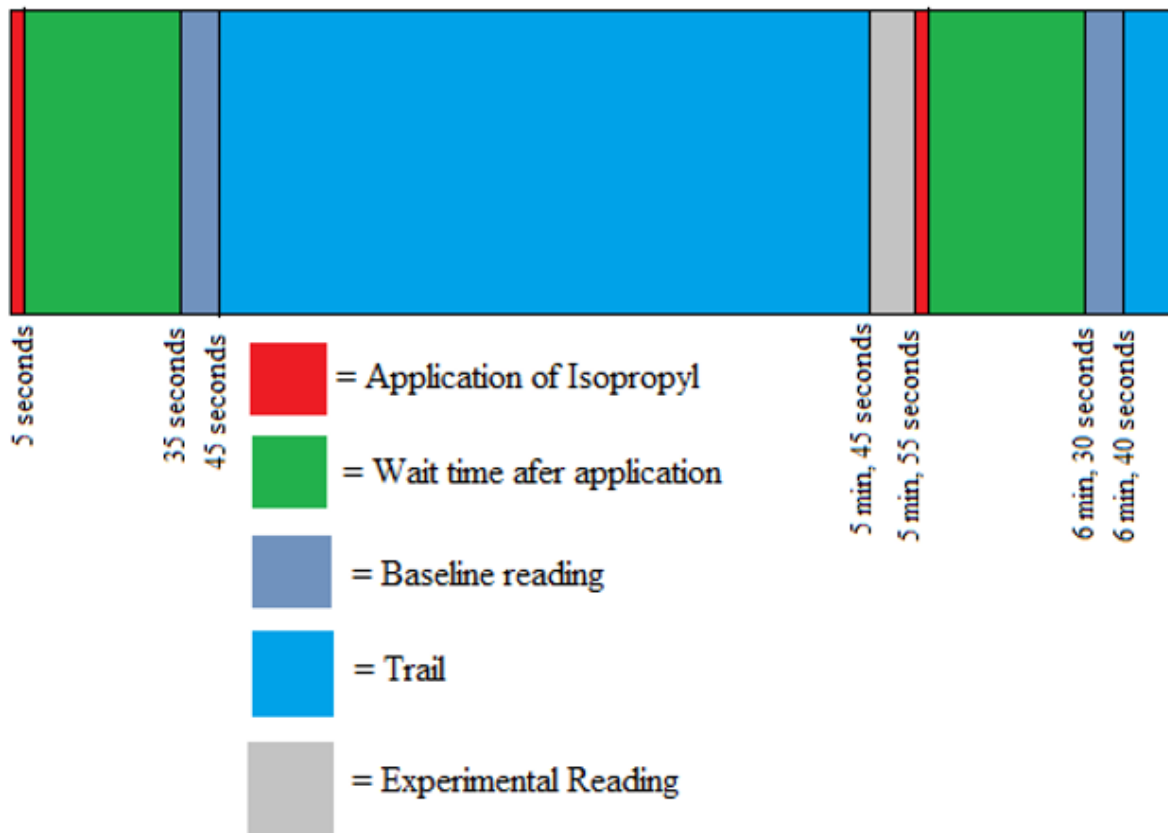 5 seconds
35 seconds
45 seconds
5 min, 45 seconds
5 min, 55 seconds
6 min, 30 seconds
6 min, 40 seconds
= Application of Isopropyl
= Wait time afer application
= Baseline reading
= Trail
= Experimental Reading